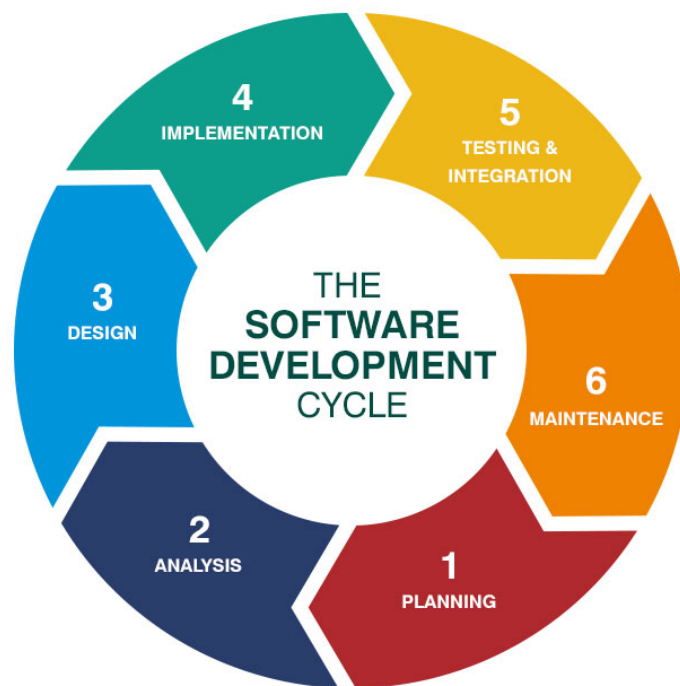 THE
SOFTWARE
DEVELOPMENT
CYCLE
1
PLANNING
2
ANALYSIS
3
DESIGN
4
IMPLEMENTATION
5
TESTING &
INTEGRATION
6
MAINTENANCE